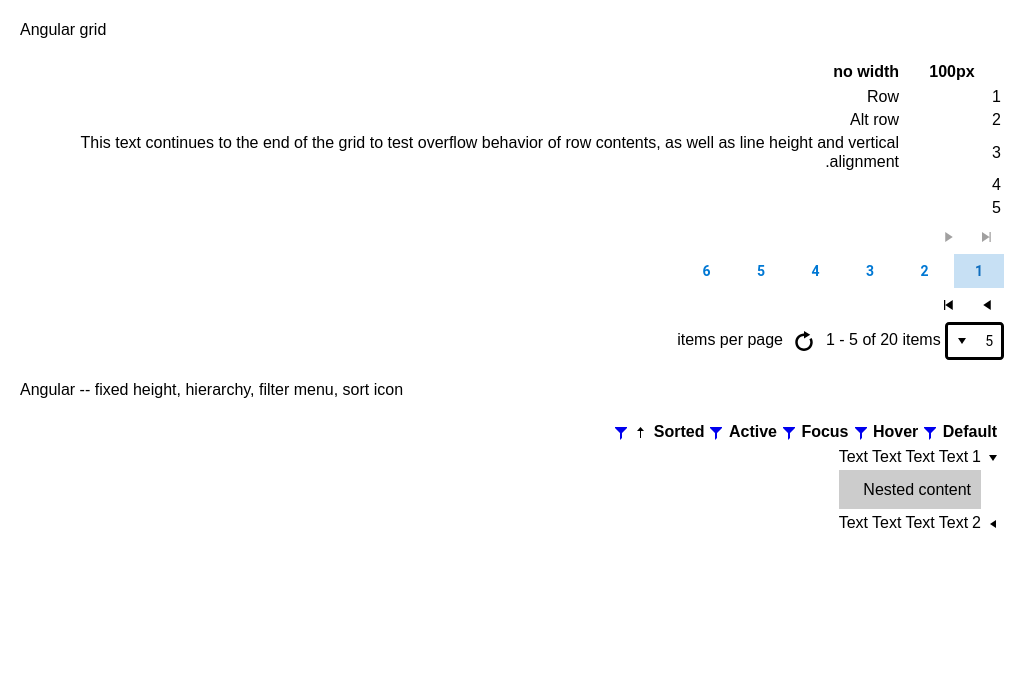 Angular grid
no width 100px
Row 1
Alt row 2
This text continues to the end of the grid to test overflow behavior of row contents, as well as line height and vertical
.alignment
3
4
5
6 5 4 3 2 1
items per page 1 - 5 of 20 items 5
Angular -- fixed height, hierarchy, filter menu, sort icon
Sorted Active Focus Hover Default
Text Text Text Text 1
Nested content
Text Text Text Text 2